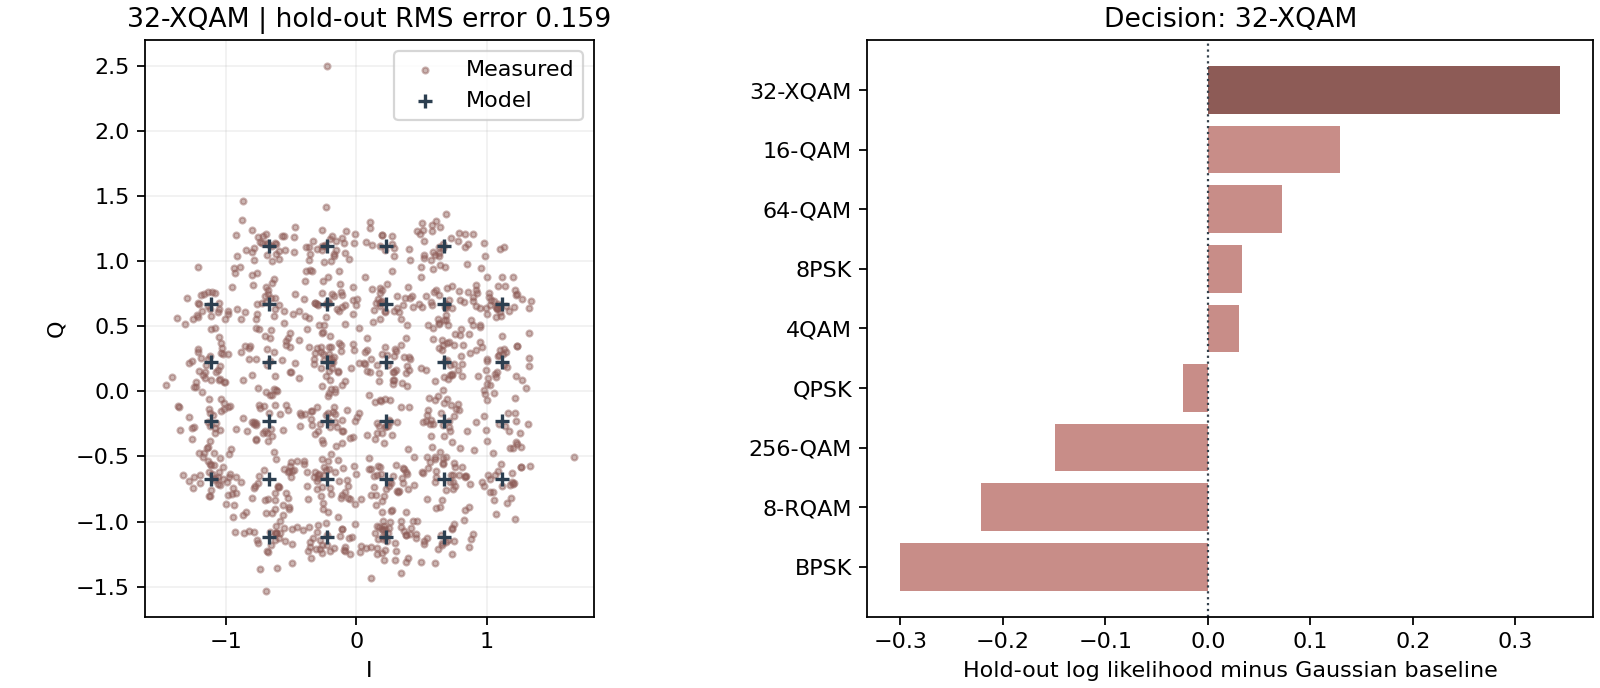 32-XQAM | hold-out RMS error 0.159
Measured
Model
2.5
2.0
1.5
1.0
0.5
0.0
−0.5
−1.0
−1.5
Q
−1
0
1
I
Decision: 32-XQAM
32-XQAM
16-QAM
64-QAM
8PSK
4QAM
QPSK
256-QAM
8-RQAM
BPSK
−0.3
−0.2
−0.1
0.0
0.1
0.2
0.3
Hold-out log likelihood minus Gaussian baseline